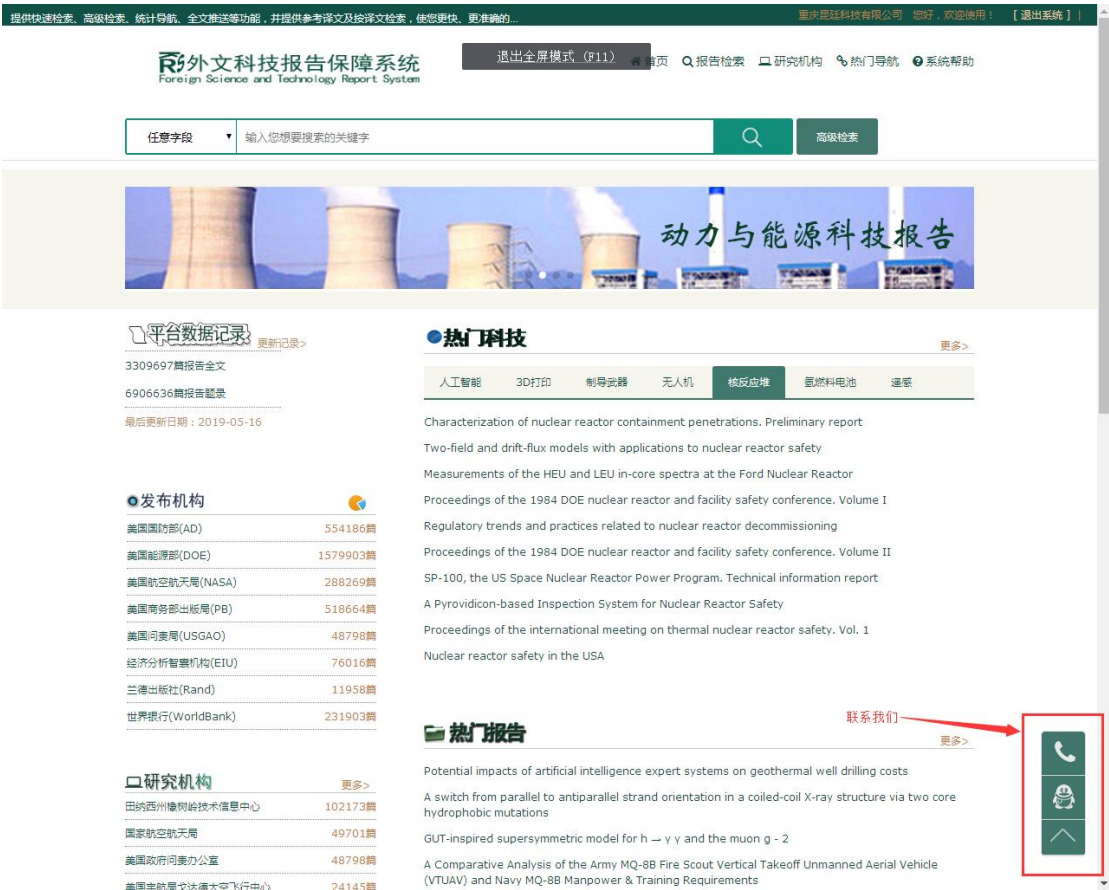 提供快速检索、高级检索、统计导航、全文推送等功能，并提供参考译文及按译文检索，使您更快、更准确的...
重庆昆廷科技有限公司 您好，欢迎使用！ [ 退出系统 ] |
外文科技报告保障系统
Foreign Science and Technology Report System
退出全屏模式 (F11)
首页 报告检索 研究机构 热门导航 系统帮助
任意字段 输入您想要搜索的关键字 高级检索
动力与能源科技报告
平台数据记录 更新记录>
3309697篇报告全文
6906636篇报告题录
最后更新日期：2019-05-16
发布机构
美国国防部(AD) 554186篇
美国能源部(DOE) 1579903篇
美国航空航天局(NASA) 288269篇
美国商务部出版局(PB) 518664篇
美国问责局(USGAO) 48798篇
经济分析智囊机构(EIU) 76016篇
兰德出版社(Rand) 11958篇
世界银行(WorldBank) 231903篇
研究机构 更多>
田纳西州橡树岭技术信息中心 102173篇
国家航空航天局 49701篇
美国政府问责办公室 48798篇
美国宇航局戈达德太空飞行中心 24145篇
热门科技 更多>
人工智能 3D打印 制导武器 无人机 核反应堆 氢燃料电池 遥感
Characterization of nuclear reactor containment penetrations. Preliminary report
Two-field and drift-flux models with applications to nuclear reactor safety
Measurements of the HEU and LEU in-core spectra at the Ford Nuclear Reactor
Proceedings of the 1984 DOE nuclear reactor and facility safety conference. Volume I
Regulatory trends and practices related to nuclear reactor decommissioning
Proceedings of the 1984 DOE nuclear reactor and facility safety conference. Volume II
SP-100, the US Space Nuclear Reactor Power Program. Technical information report
A Pyrovidicon-based Inspection System for Nuclear Reactor Safety
Proceedings of the international meeting on thermal nuclear reactor safety. Vol. 1
Nuclear reactor safety in the USA
热门报告 更多>
联系我们
Potential impacts of artificial intelligence expert systems on geothermal well drilling costs
A switch from parallel to antiparallel strand orientation in a coiled-coil X-ray structure via two core
hydrophobic mutations
GUT-inspired supersymmetric model for h → γ γ and the muon g - 2
A Comparative Analysis of the Army MQ-8B Fire Scout Vertical Takeoff Unmanned Aerial Vehicle
(VTUAV) and Navy MQ-8B Manpower & Training Requirements